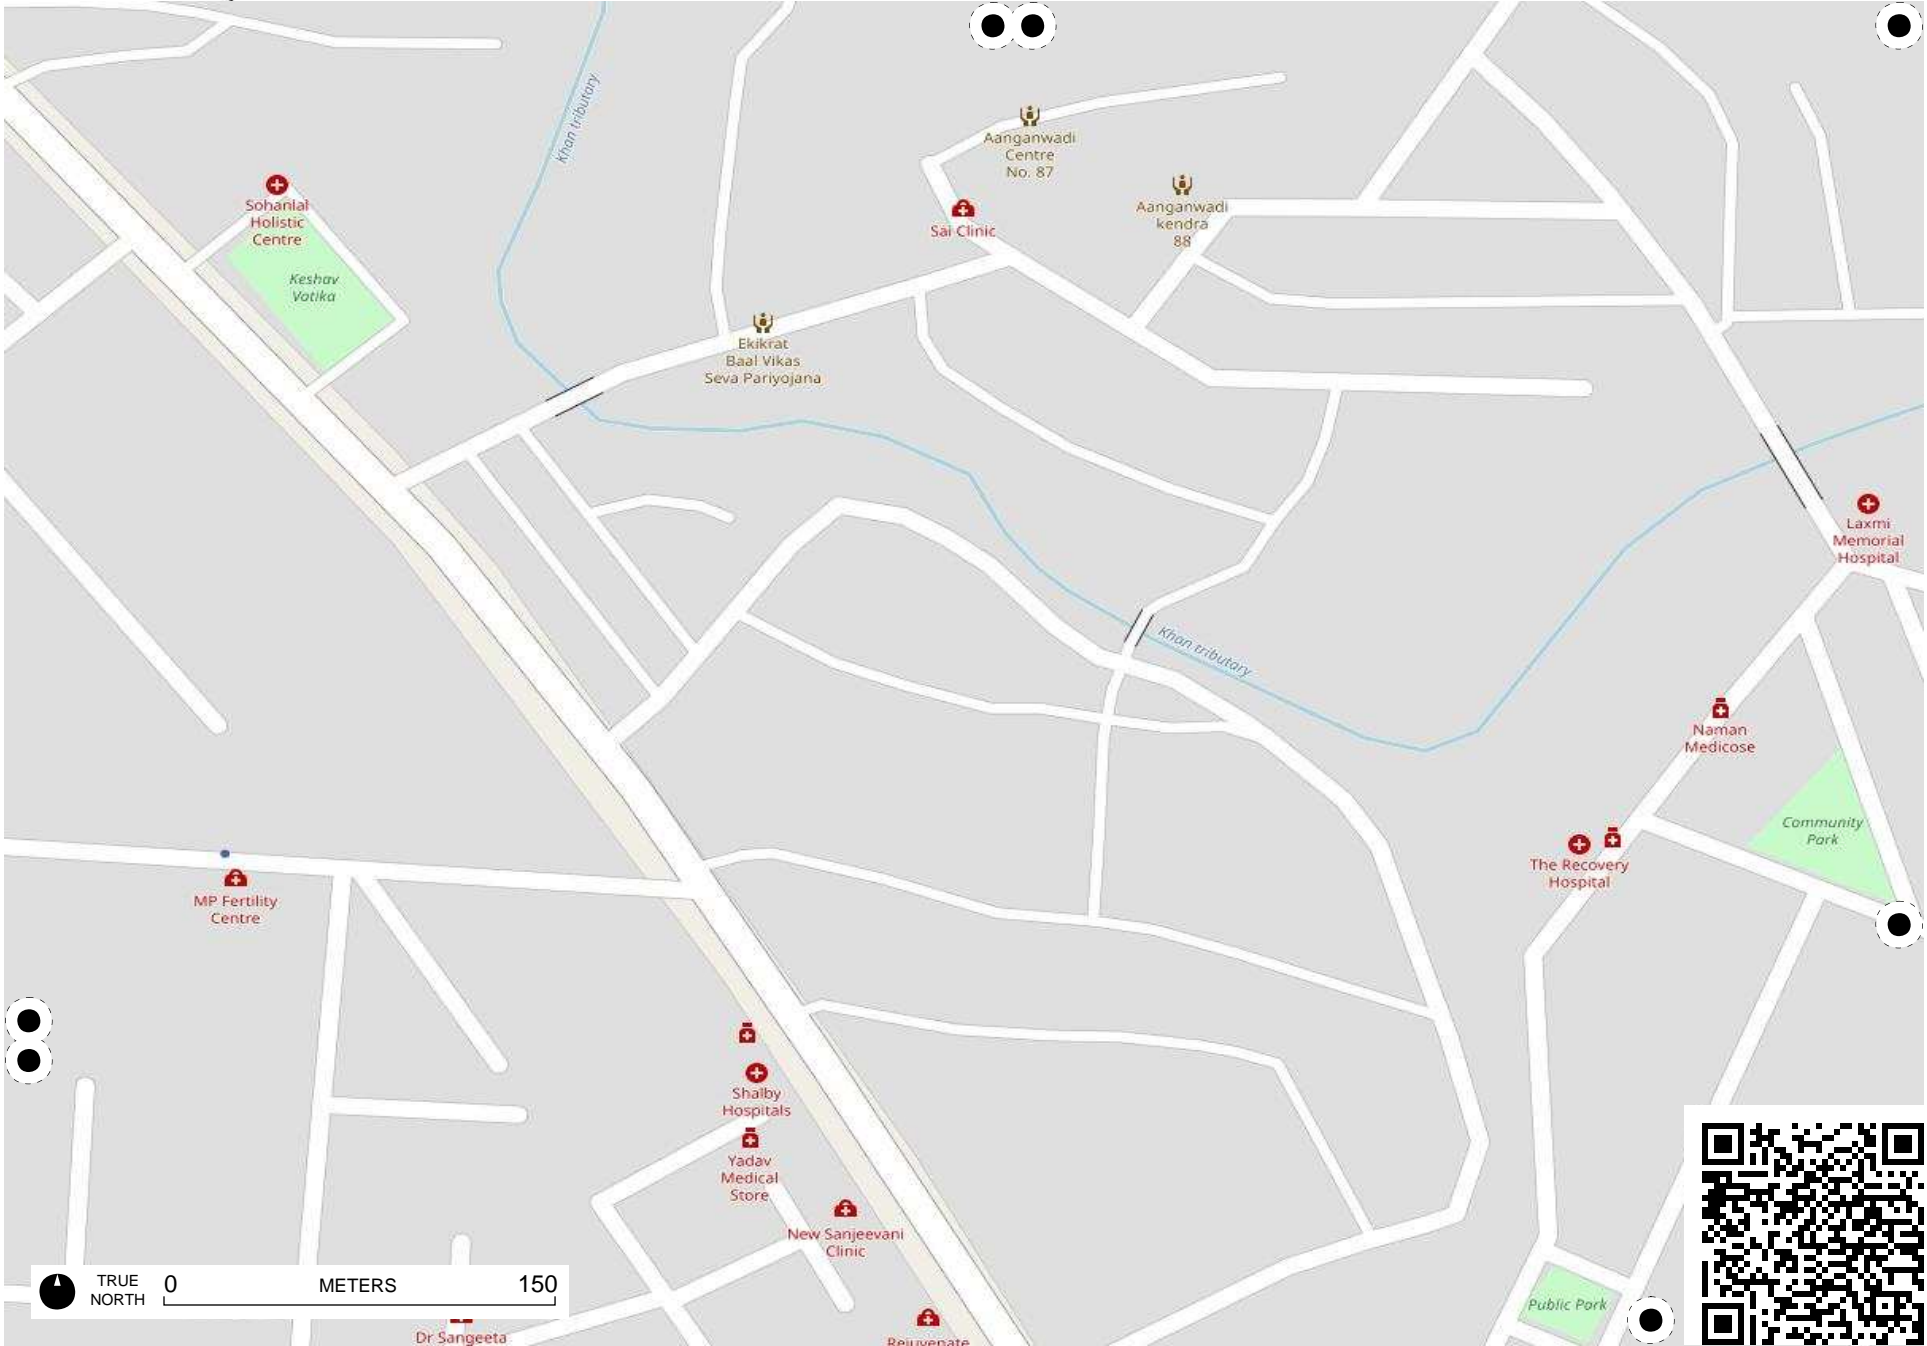 Khan tributary
Aanganwadi
Centre
No. 87
Sohanlal
Holistic
Centre
Aanganwadi
kendra
88
Sai Clinic
Keshav
Vatika
Ekikrat
Baal Vikas
Seva Pariyojana
Laxmi
Memorial
Hospital
Khan tributary
Naman
Medicose
Community
Park
The Recovery
Hospital
MP Fertility
Centre
Shalby
Hospitals
Yadav
Medical
Store
New Sanjeevani
Clinic
TRUE
NORTH
0 METERS 150
Public Park
Dr Sangeeta
Rejuvenate